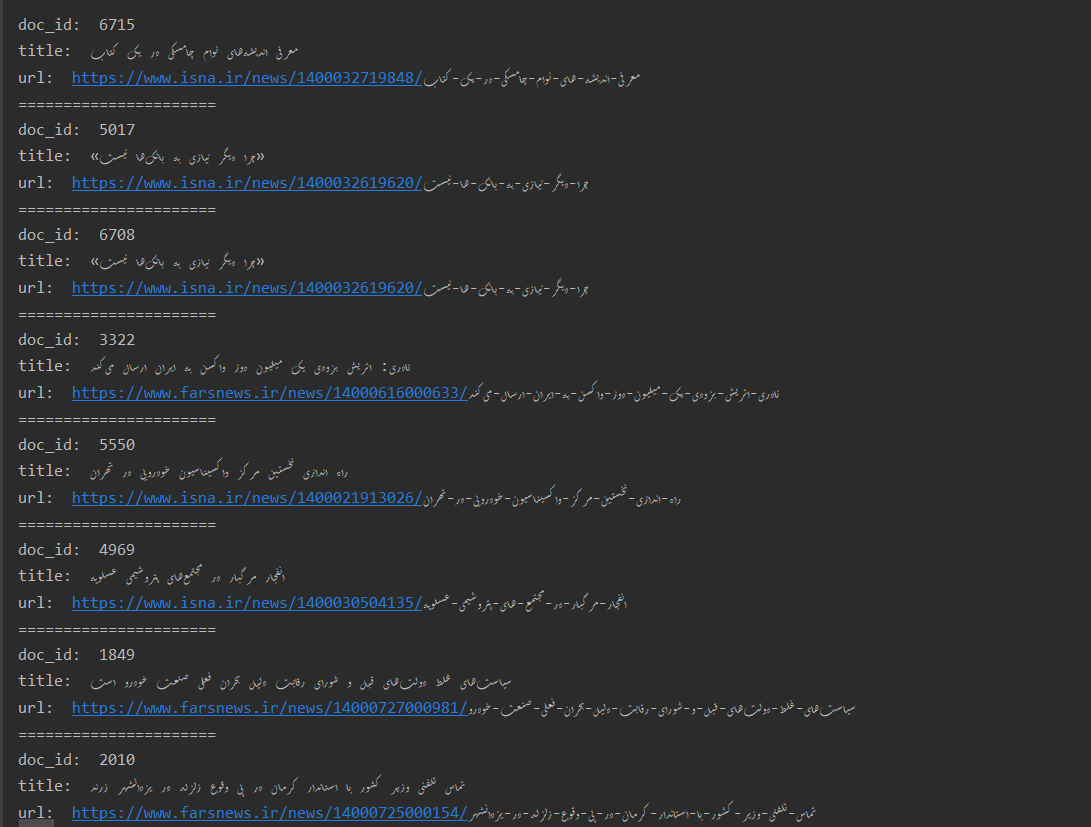 doc_id:  6715
title:  معرفی اندیشه‌های نوام چامسکی در یک کتاب
url:  https://www.isna.ir/news/1400032719848/معرفی-اندیشه-های-نوام-چامسکی-در-یک-کتاب
======================
doc_id:  5017
title:  «چرا دیگر نیازی به بانک‌ها نیست»
url:  https://www.isna.ir/news/1400032619620/چرا-دیگر-نیازی-به-بانک-ها-نیست
======================
doc_id:  6708
title:  «چرا دیگر نیازی به بانک‌ها نیست»
url:  https://www.isna.ir/news/1400032619620/چرا-دیگر-نیازی-به-بانک-ها-نیست
======================
doc_id:  3322
title:  نادری: اتریش بزودی یک میلیون دوز واکسن به ایران ارسال می‌کند
url:  https://www.farsnews.ir/news/14000616000633/نادری-اتریش-بزودی-یک-میلیون-دوز-واکسن-به-ایران-ارسال-می‌کند
======================
doc_id:  5550
title:  راه اندازی نخستین مرکز واکسیناسیون خودرویی در تهران
url:  https://www.isna.ir/news/1400021913026/راه-اندازی-نخستین-مرکز-واکسیناسیون-خودرویی-در-تهران
======================
doc_id:  4969
title:  انفجار مرگبار در مجتمع‌های پتروشیمی عسلویه
url:  https://www.isna.ir/news/1400030504135/انفجار-مرگبار-در-مجتمع-های-پتروشیمی-عسلویه
======================
doc_id:  1849
title:  سیاست‌های غلط دولت‌های قبل و شورای رقابت دلیل بحران فعلی صنعت خودرو است
url:  https://www.farsnews.ir/news/14000727000981/سیاست‌های-غلط-دولت‌های-قبل-و-شورای-رقابت-دلیل-بحران-فعلی-صنعت-خودرو
======================
doc_id:  2010
title:  تماس تلفنی وزیر کشور با استاندار کرمان در پی وقوع زلزله در یزدانشهر زرند
url:  https://www.farsnews.ir/news/14000725000154/تماس-تلفنی-وزیر-کشور-با-استاندار-کرمان-در-پی-وقوع-زلزله-در-یزدانشهر